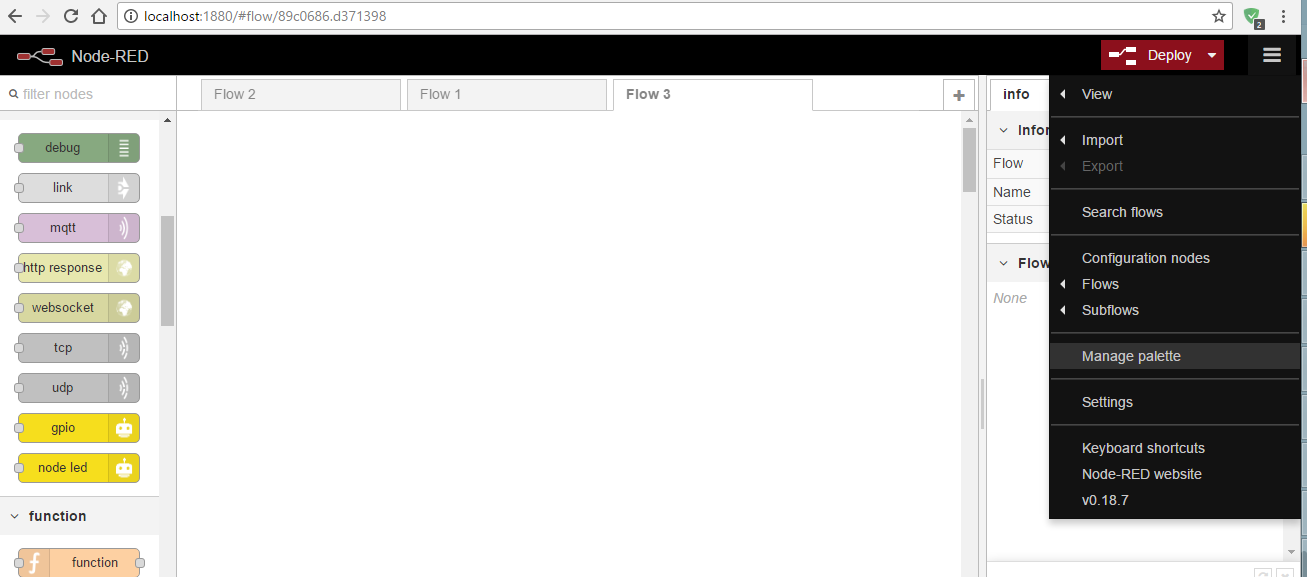 localhost:1880/#flow/89c0686.d371398
2
Node-RED
Deploy
filter nodes
Flow 2
Flow 1
Flow 3
+
info
debug
link
mqtt
http response
websocket
tcp
udp
gpio
node led
function
function
Flow
Name
Status
None
View
Import
Export
Search flows
Configuration nodes
Flows
Subflows
Manage palette
Settings
Keyboard shortcuts
Node-RED website
v0.18.7